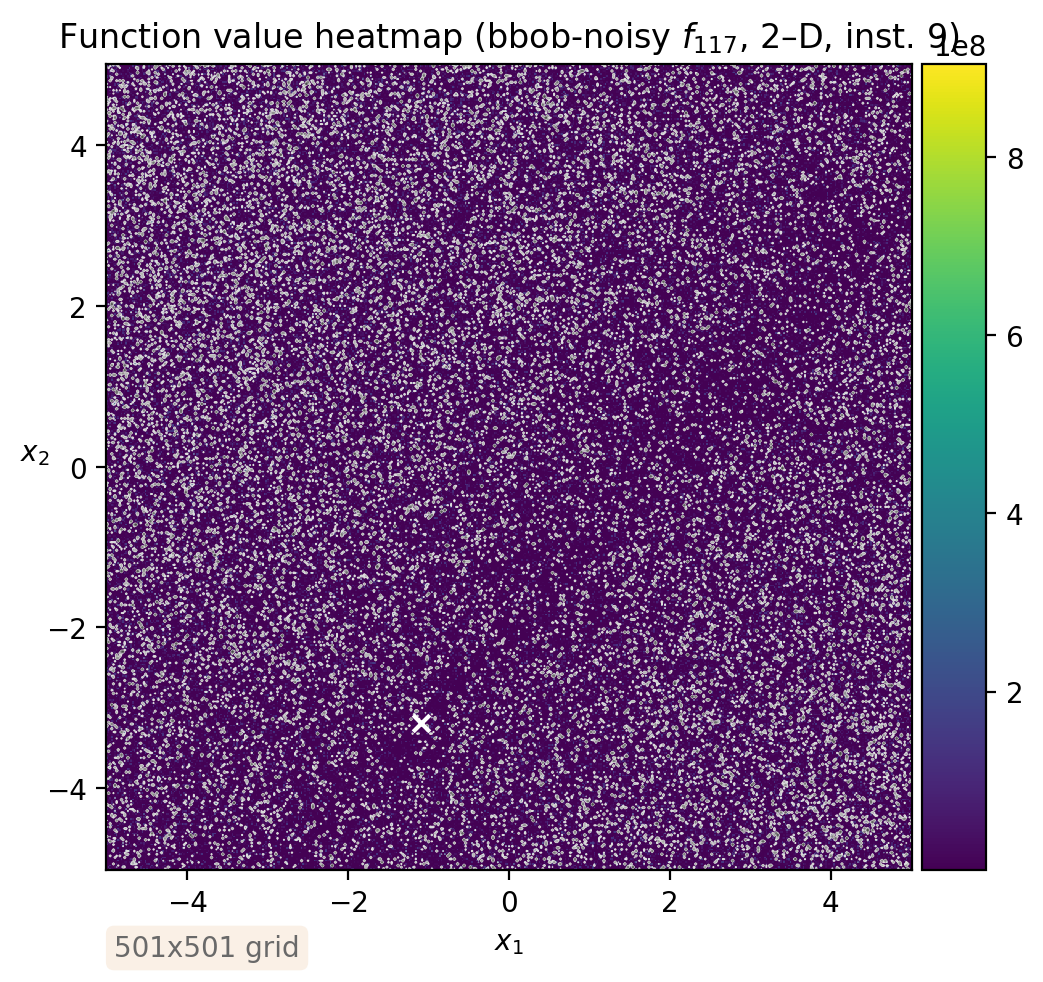 Function value heatmap (bbob-noisy f117, 2–D, inst. 9)
1e8
4
2
0
−2
−4
x2
8
6
4
2
−4 −2 0 2 4
x1
501x501 grid